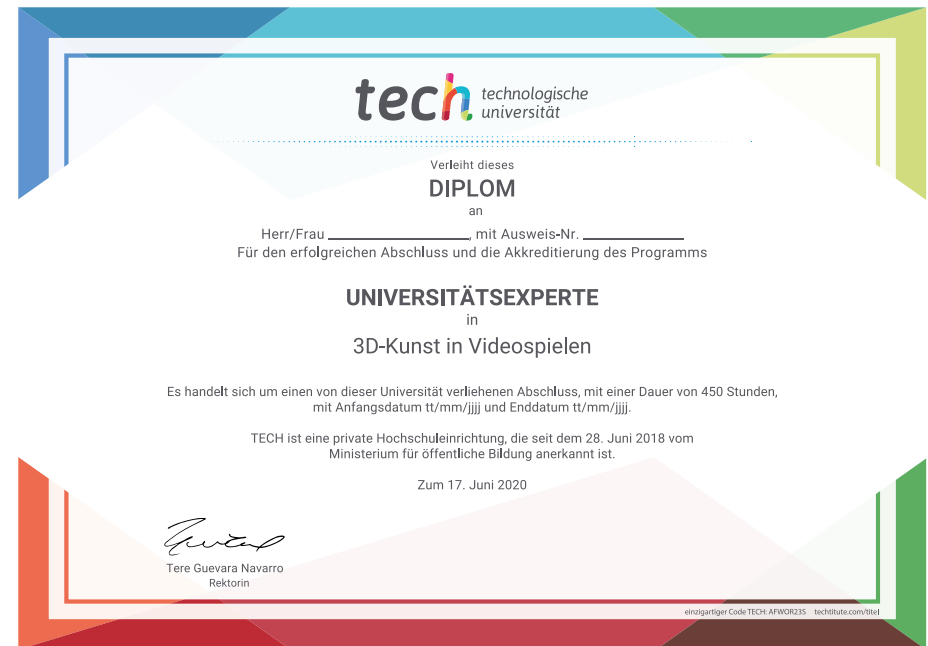 tech technologische
universität
Verleiht dieses
DIPLOM
an
Herr/Frau ____________________, mit Ausweis-Nr. ______________
Für den erfolgreichen Abschluss und die Akkreditierung des Programms
UNIVERSITÄTSEXPERTE
in
3D-Kunst in Videospielen
Es handelt sich um einen von dieser Universität verliehenen Abschluss, mit einer Dauer von 450 Stunden,
mit Anfangsdatum tt/mm/jjjj und Enddatum tt/mm/jjjj.
TECH ist eine private Hochschuleinrichtung, die seit dem 28. Juni 2018 vom
Ministerium für öffentliche Bildung anerkannt ist.
Zum 17. Juni 2020
Tere Guevara Navarro
Rektorin
einzigartiger Code TECH: AFWOR23S techtitute.com/titel